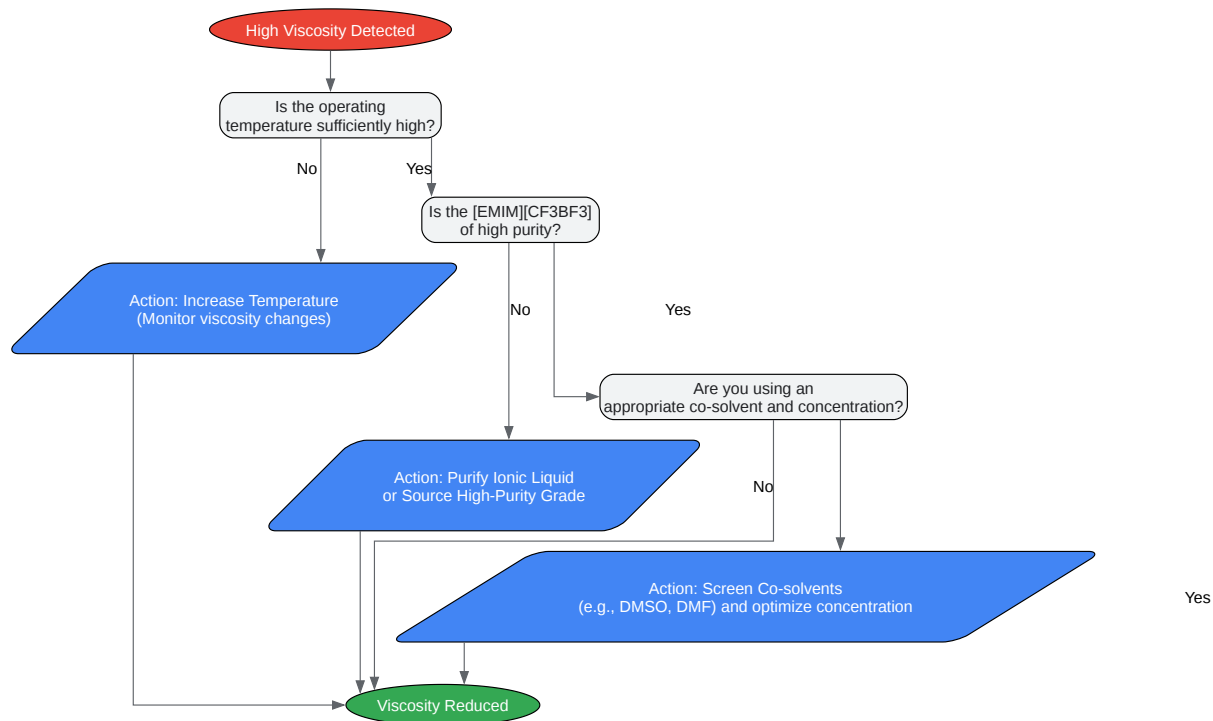 High Viscosity Detected
Is the operating
temperature sufficiently high?
No
Yes
Is the [EMIM][CF3BF3]
of high purity?
Action: Increase Temperature
(Monitor viscosity changes)
No
Yes
Are you using an
appropriate co-solvent and concentration?
Action: Purify Ionic Liquid
or Source High-Purity Grade
No
Action: Screen Co-solvents
(e.g., DMSO, DMF) and optimize concentration
Yes
Viscosity Reduced